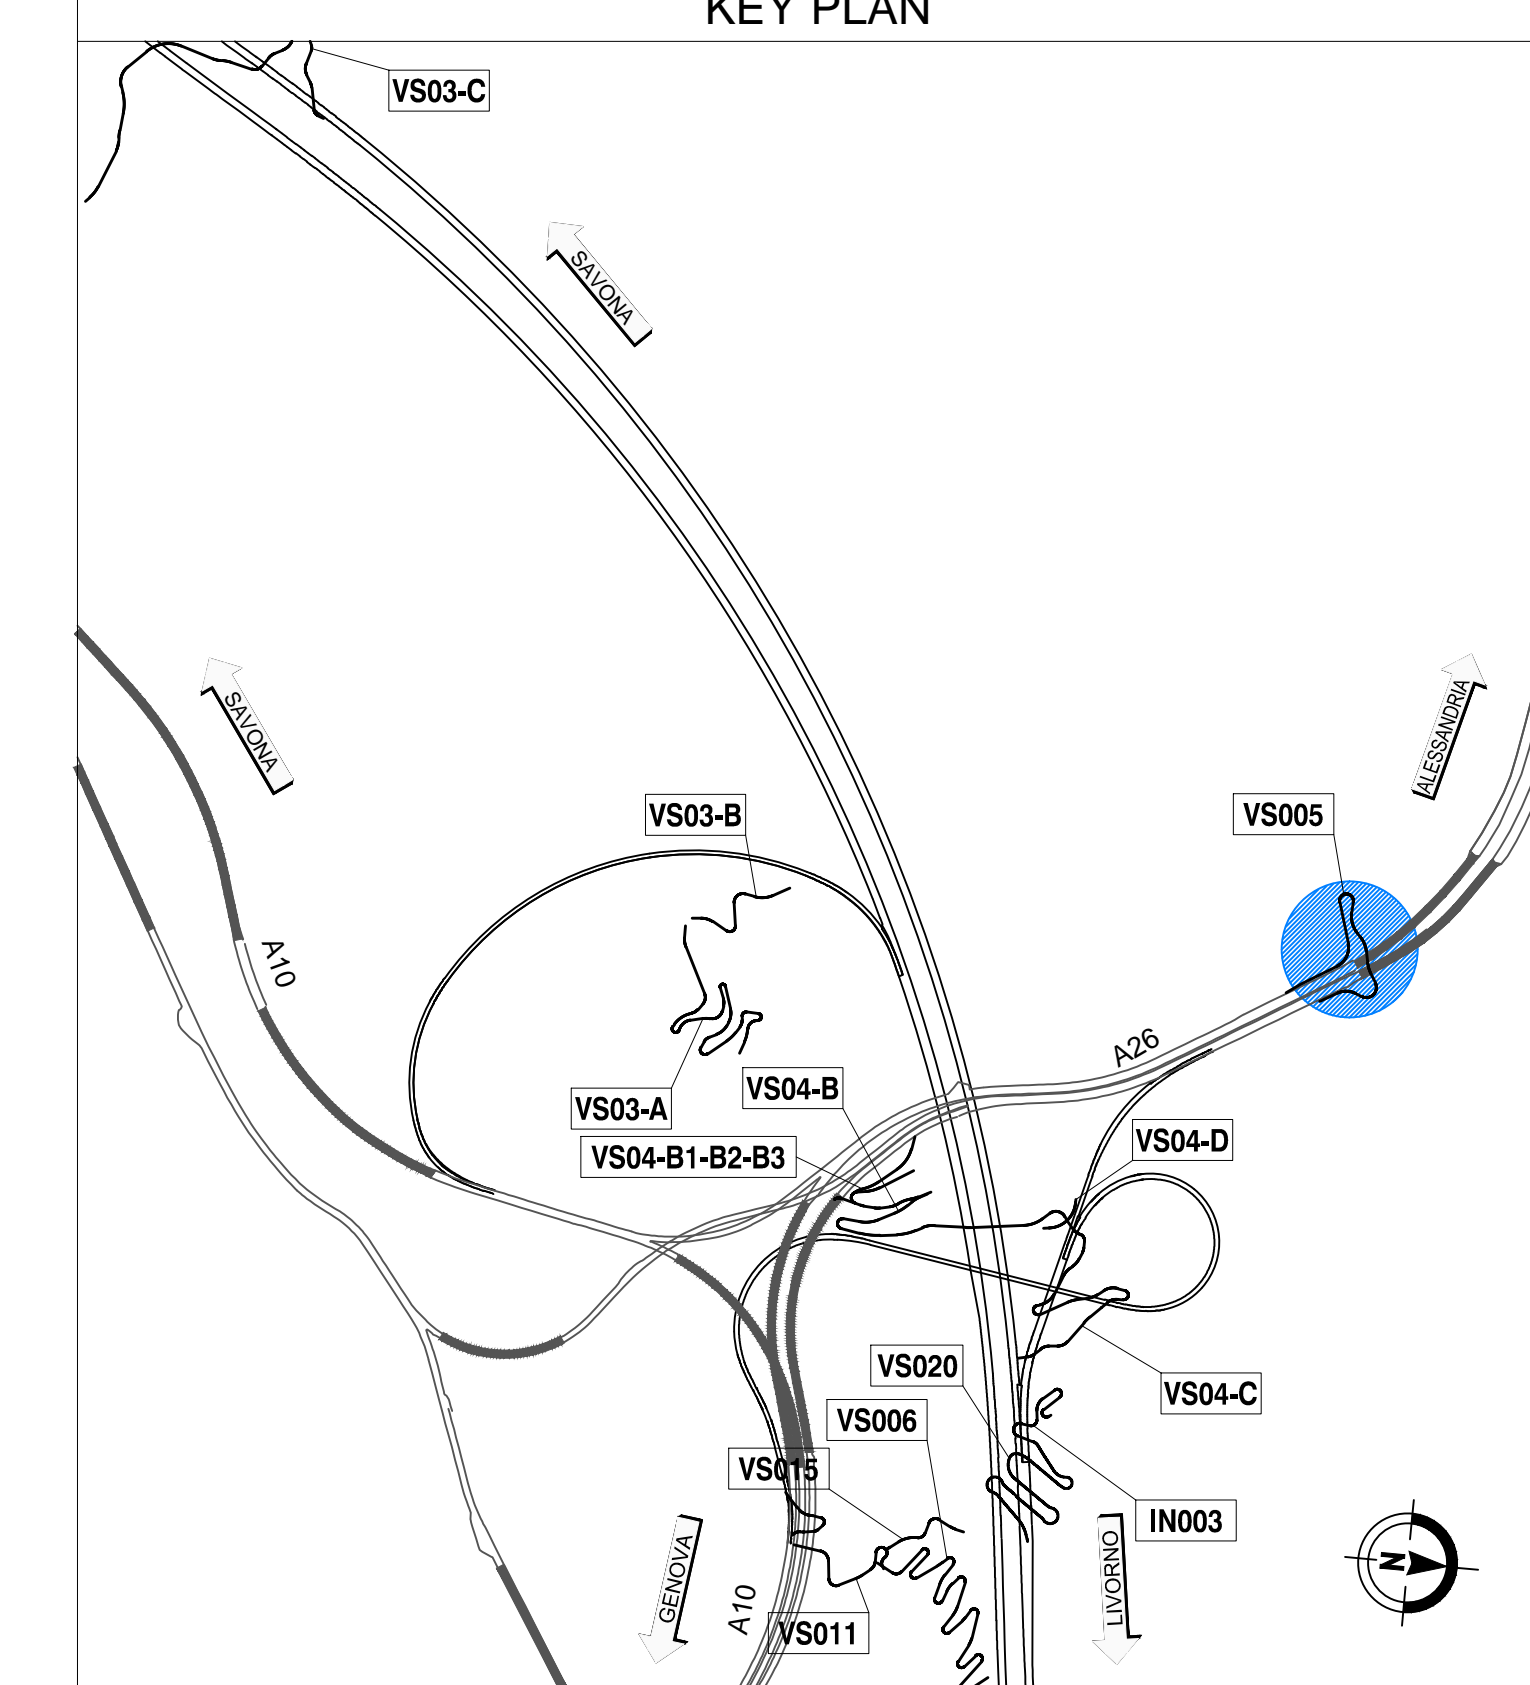 KEY PLAN
VS03-C
SAVONA
SAVONA
ALESSANDRIA
VS03-B
VS005
A10
A26
VS03-A
VS04-B
VS04-D
VS04-B1-B2-B3
VS020
VS04-C
VS006
VS015
IN003
GENOVA
LIVORNO
N
A10
VS011